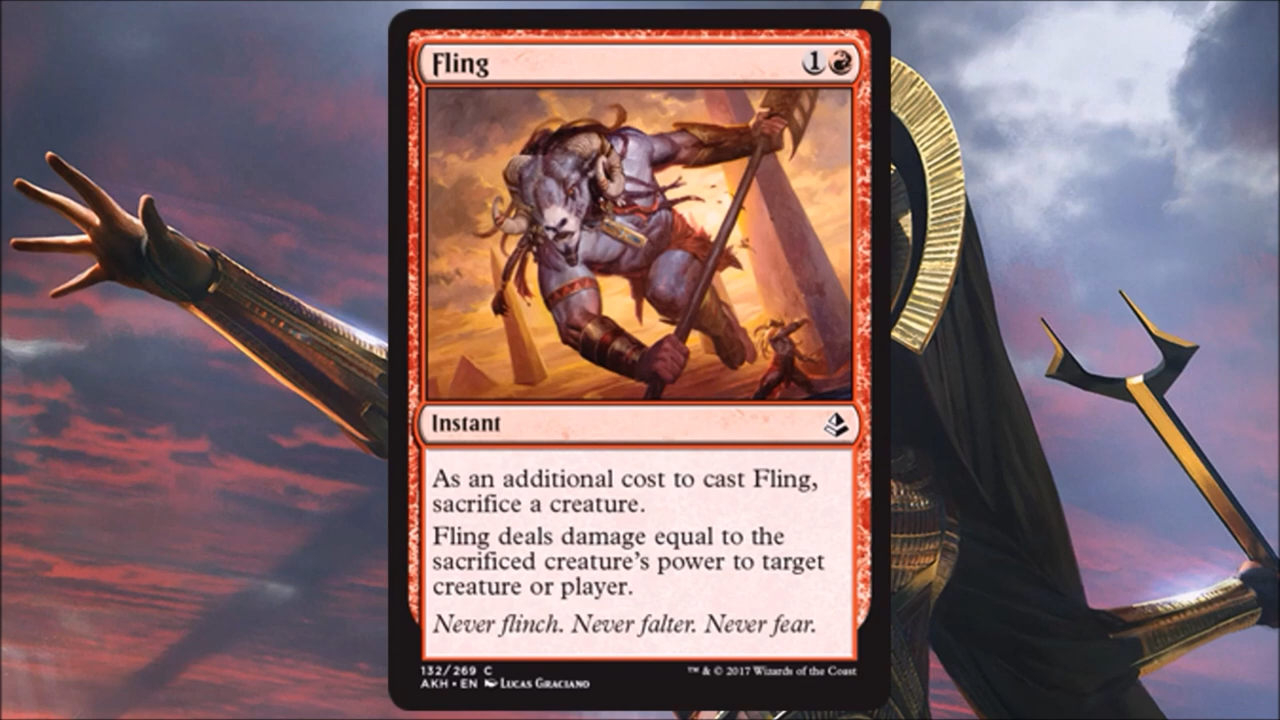 Fling 1
Instant
As an additional cost to cast Fling,
sacrifice a creature.
Fling deals damage equal to the
sacrificed creature's power to target
creature or player.
Never flinch. Never falter. Never fear.
132/269 C
™ & © 2017 Wizards of the Coast
AKH • EN Lucas Graciano